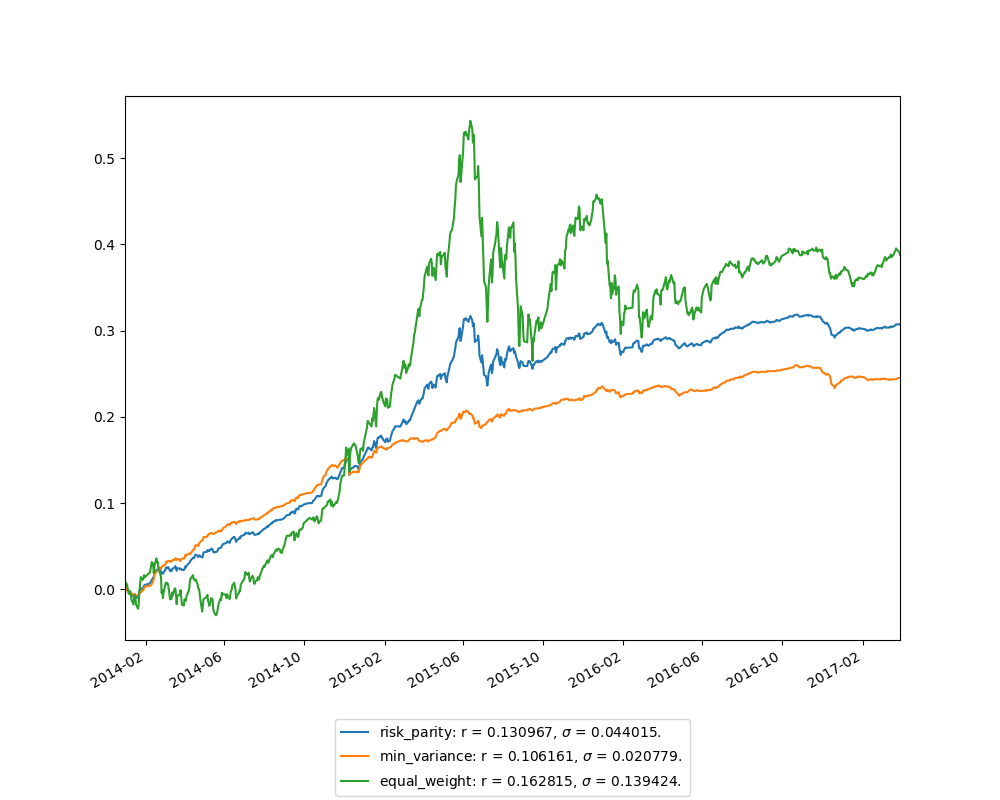 0.5
0.4
0.3
0.2
0.1
0.0
2014-02 2014-06 2014-10 2015-02 2015-06 2015-10 2016-02 2016-06 2016-10 2017-02
risk_parity: r = 0.130967, σ = 0.044015.
min_variance: r = 0.106161, σ = 0.020779.
equal_weight: r = 0.162815, σ = 0.139424.